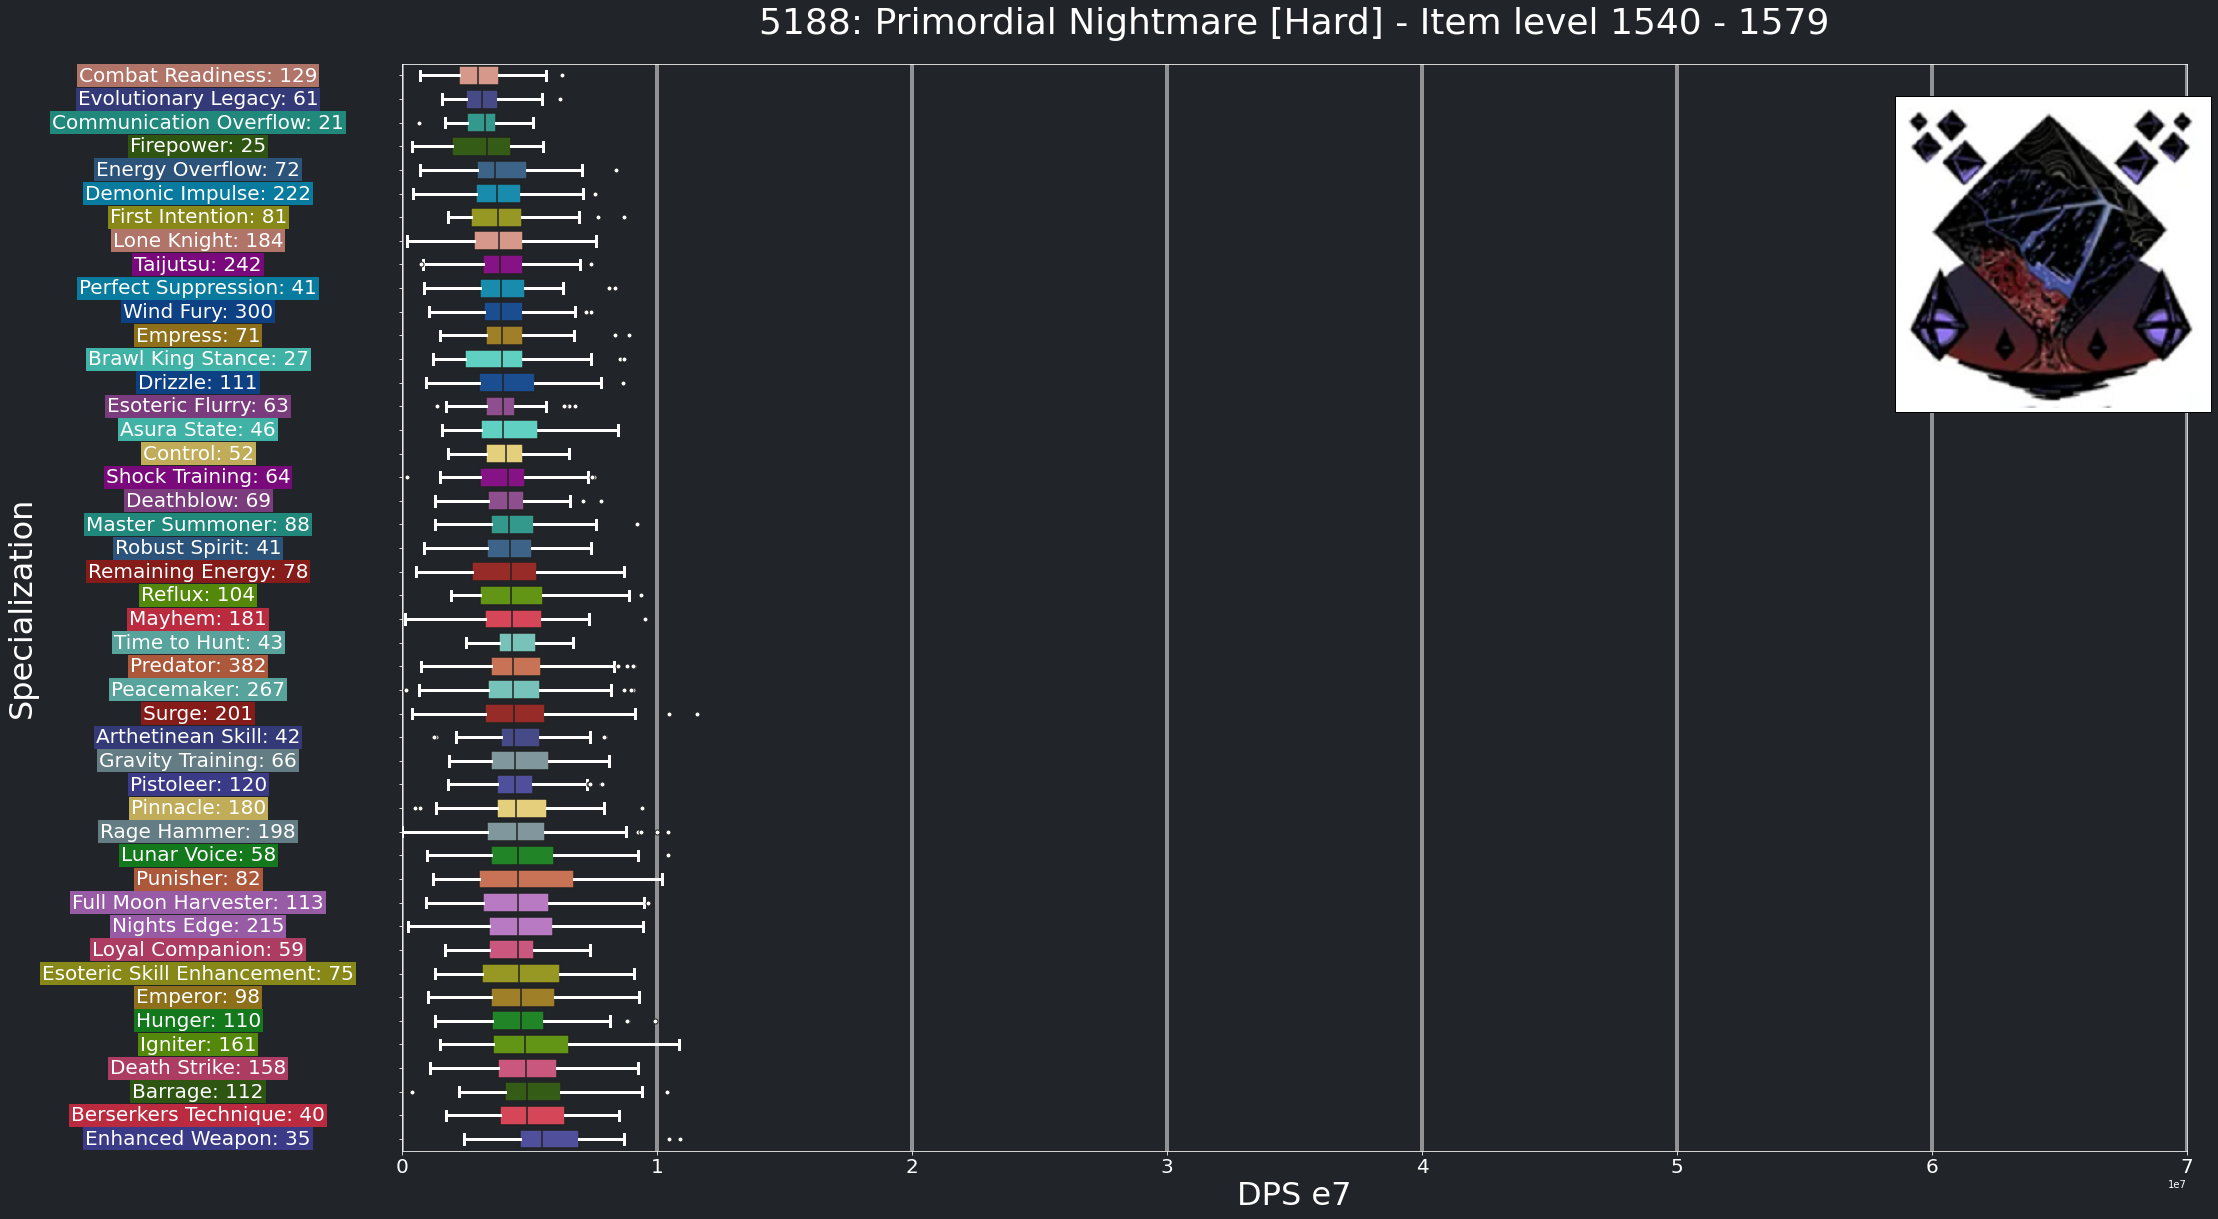 5188: Primordial Nightmare [Hard] - Item level 1540 - 1579
Combat Readiness: 129
Evolutionary Legacy: 61
Communication Overflow: 21
Firepower: 25
Energy Overflow: 72
Demonic Impulse: 222
First Intention: 81
Lone Knight: 184
Taijutsu: 242
Perfect Suppression: 41
Wind Fury: 300
Empress: 71
Brawl King Stance: 27
Drizzle: 111
Esoteric Flurry: 63
Asura State: 46
Control: 52
Shock Training: 64
Deathblow: 69
Master Summoner: 88
Robust Spirit: 41
Remaining Energy: 78
Reflux: 104
Mayhem: 181
Time to Hunt: 43
Predator: 382
Peacemaker: 267
Surge: 201
Arthetinean Skill: 42
Gravity Training: 66
Pistoleer: 120
Pinnacle: 180
Rage Hammer: 198
Lunar Voice: 58
Punisher: 82
Full Moon Harvester: 113
Nights Edge: 215
Loyal Companion: 59
Esoteric Skill Enhancement: 75
Emperor: 98
Hunger: 110
Igniter: 161
Death Strike: 158
Barrage: 112
Berserkers Technique: 40
Enhanced Weapon: 35
Specialization
0 1 2 3 4 5 6 7
1e7
DPS e7